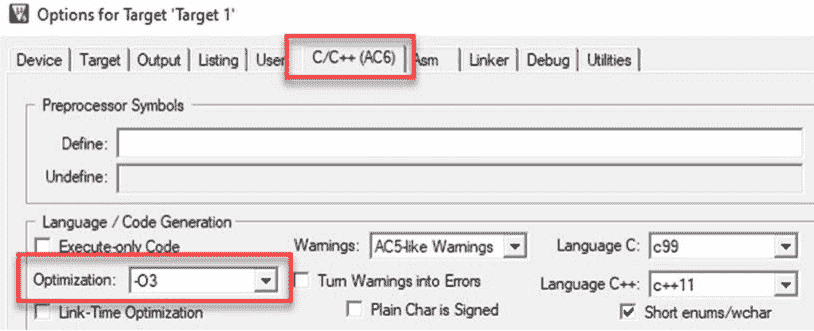 Options for Target 'Target 1'
Device Target Output Listing User C/C++ (AC6) Asm Linker Debug Utilities
Preprocessor Symbols
Define:
Undefine:
Language / Code Generation
Execute-only Code Warnings: AC5-like Warnings Language C: c99
Optimization: -O3 Turn Warnings into Errors Language C++: c++11
Link-Time Optimization Plain Char is Signed Short enums/wchar